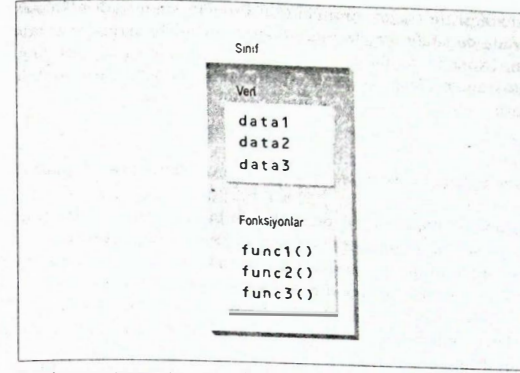 Sınıf
Veri
data1
data2
data3
Fonksiyonlar
func1()
func2()
func3()